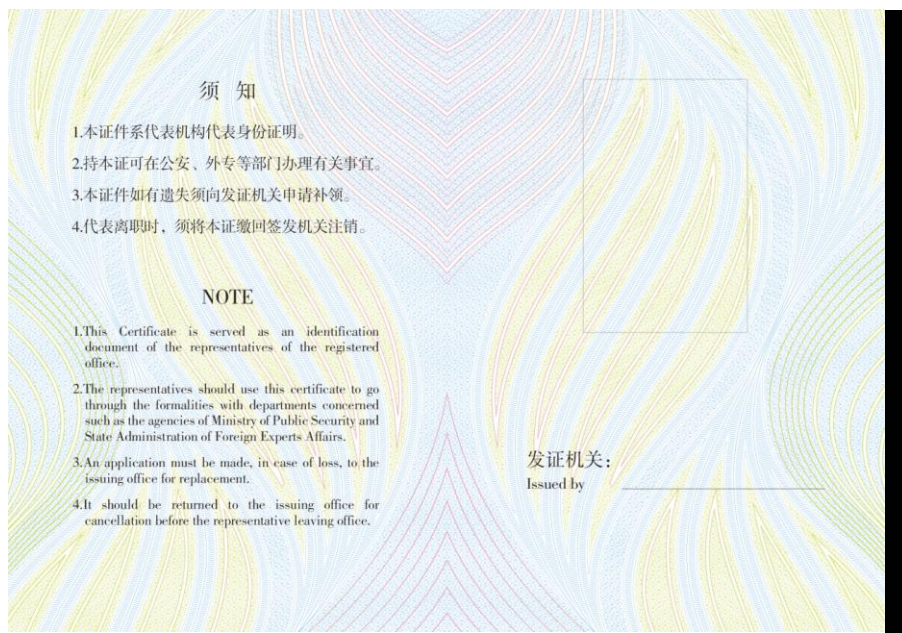 须 知
1.本证件系代表机构代表身份证明。
2.持本证可在公安、外专等部门办理有关事宜。
3.本证件如有遗失须向发证机关申请补领。
4.代表离职时，须将本证缴回签发机关注销。
NOTE
1.This Certificate is served as an identification
document of the representatives of the registered
office.
2.The representatives should use this certificate to go
through the formalities with departments concerned
such as the agencies of Ministry of Public Security and
State Administration of Foreign Experts Affairs.
3.An application must be made, in case of loss, to the
issuing office for replacement.
4.It should be returned to the issuing office for
cancellation before the representative leaving office.
发证机关：
Issued by